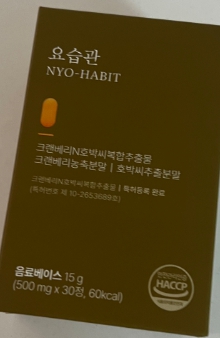 요습관
NYO-HABIT
크랜베리N호박씨복합추출물
크랜베리농축분말 | 호박씨추출분말
크랜베리N호박씨복합추출물 | 특허등록 완료
(특허번호 제 10-2653689호)
음료베이스 15 g
(500 mg x 30정, 60kcal)
HACCP